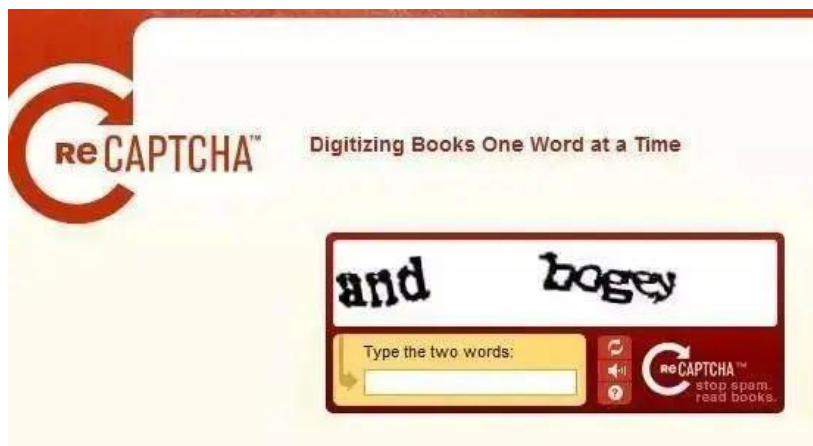 ReCAPTCHA™
Digitizing Books One Word at a Time
and bogey
Type the two words:
ReCAPTCHA™
stop spam.
read books.